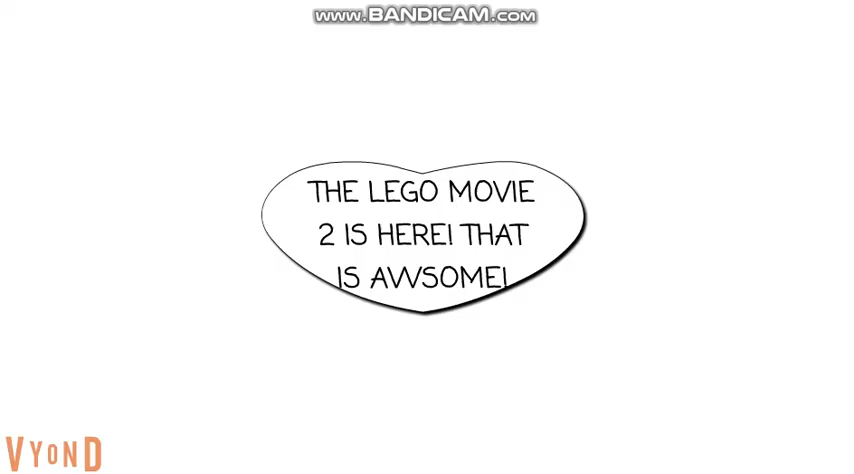 www.BANDICAM.com
THE LEGO MOVIE
2 IS HERE! THAT
IS AWSOME!
VYOND